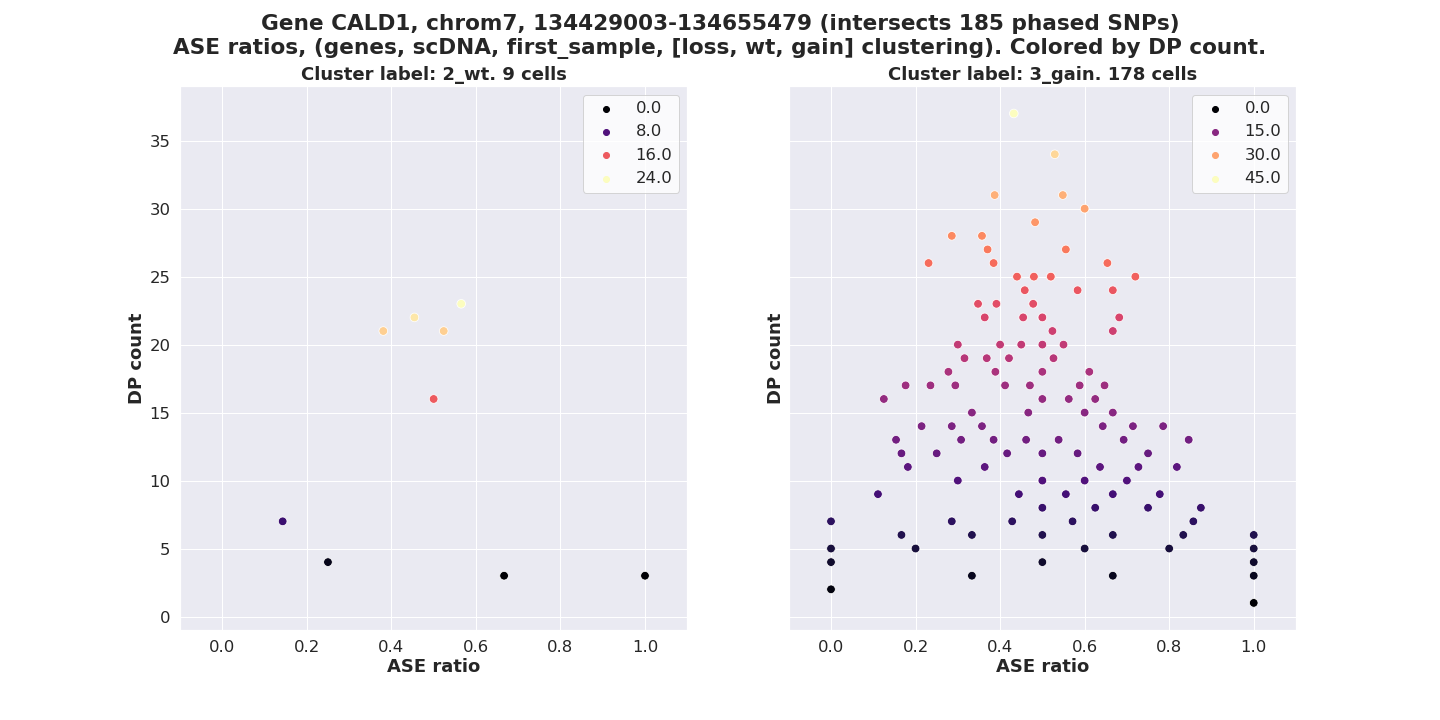 Gene CALD1, chrom7, 134429003-134655479 (intersects 185 phased SNPs)
ASE ratios, (genes, scDNA, first_sample, [loss, wt, gain] clustering). Colored by DP count.
Cluster label: 2_wt. 9 cells
0.0
8.0
16.0
24.0
35
30
25
20
15
10
5
0
DP count
0.0 0.2 0.4 0.6 0.8 1.0
ASE ratio
Cluster label: 3_gain. 178 cells
0.0
15.0
30.0
45.0
DP count
0.0 0.2 0.4 0.6 0.8 1.0
ASE ratio